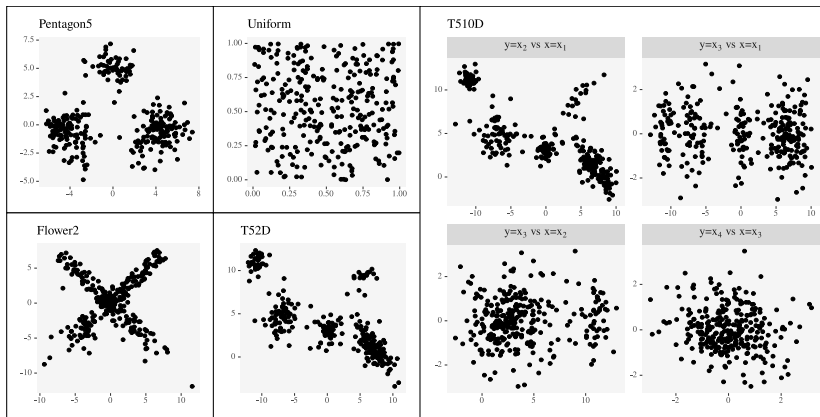 Pentagon5
7.5
5.0
2.5
0.0
-2.5
-5.0
-4 0 4 8
Uniform
1.00
0.75
0.50
0.25
0.00
0.00 0.25 0.50 0.75 1.00
Flower2
5
0
-5
-10
-10 -5 0 5 10
T52D
10
5
0
-10 -5 0 5 10
T510D
y=x₂ vs x=x₁
10
5
0
-10 -5 0 5 10
y=x₃ vs x=x₁
2
0
-2
-10 -5 0 5 10
y=x₃ vs x=x₂
2
0
-2
0 5 10
y=x₄ vs x=x₃
2
0
-2
-2 0 2